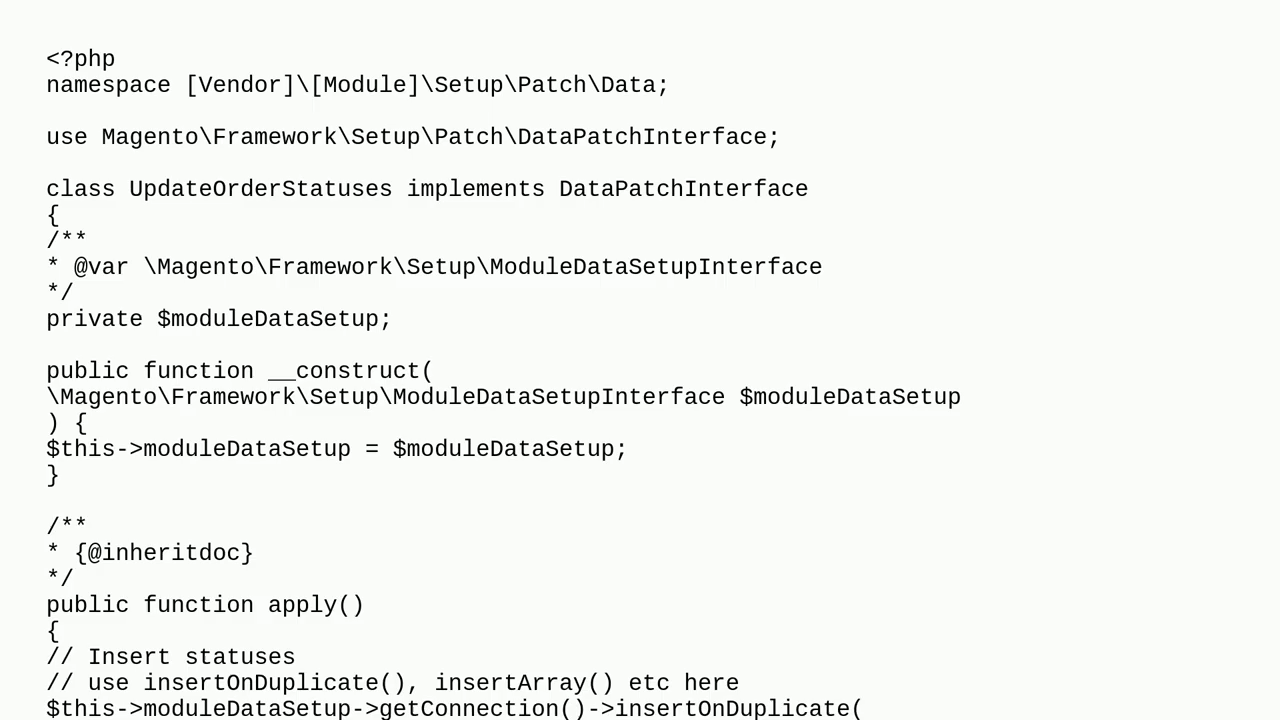 <?php
namespace [Vendor]\[Module]\Setup\Patch\Data;
use Magento\Framework\Setup\Patch\DataPatchInterface;
class UpdateOrderStatuses implements DataPatchInterface
{
/**
* @var \Magento\Framework\Setup\ModuleDataSetupInterface
*/
private $moduleDataSetup;
public function __construct(
\Magento\Framework\Setup\ModuleDataSetupInterface $moduleDataSetup
) {
$this->moduleDataSetup = $moduleDataSetup;
}
/**
* {@inheritdoc}
*/
public function apply()
{
// Insert statuses
// use insertOnDuplicate(), insertArray() etc here
$this->moduleDataSetup->getConnection()->insertOnDuplicate(